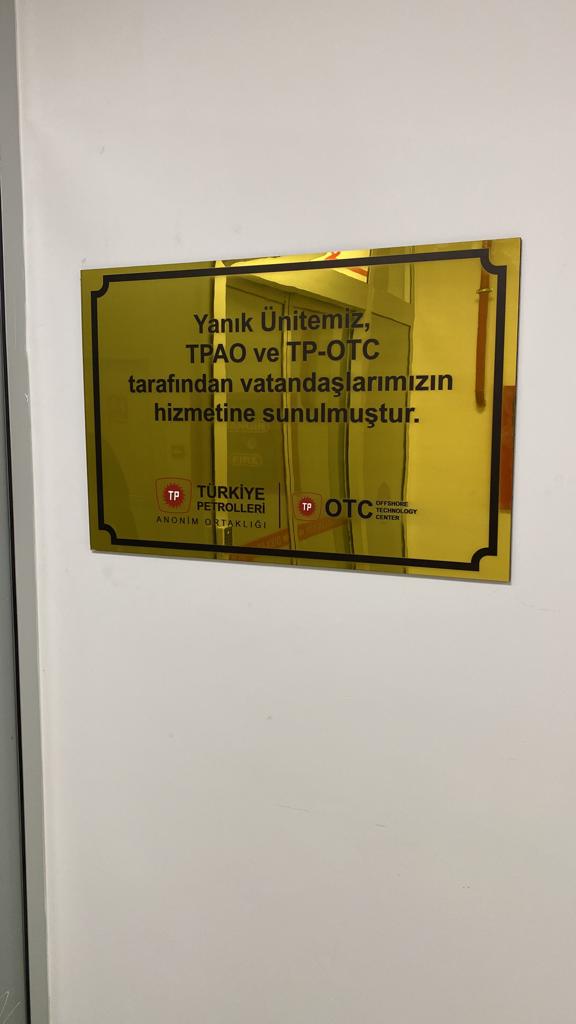 Yanık Ünitemiz,
TPAO ve TP-OTC
tarafından vatandaşlarımızın
hizmetine sunulmuştur.
TP TÜRKİYE
PETROLLERİ
ANONİM ORTAKLIĞI
TP OTC OFFSHORE
TECHNOLOGY
CENTER